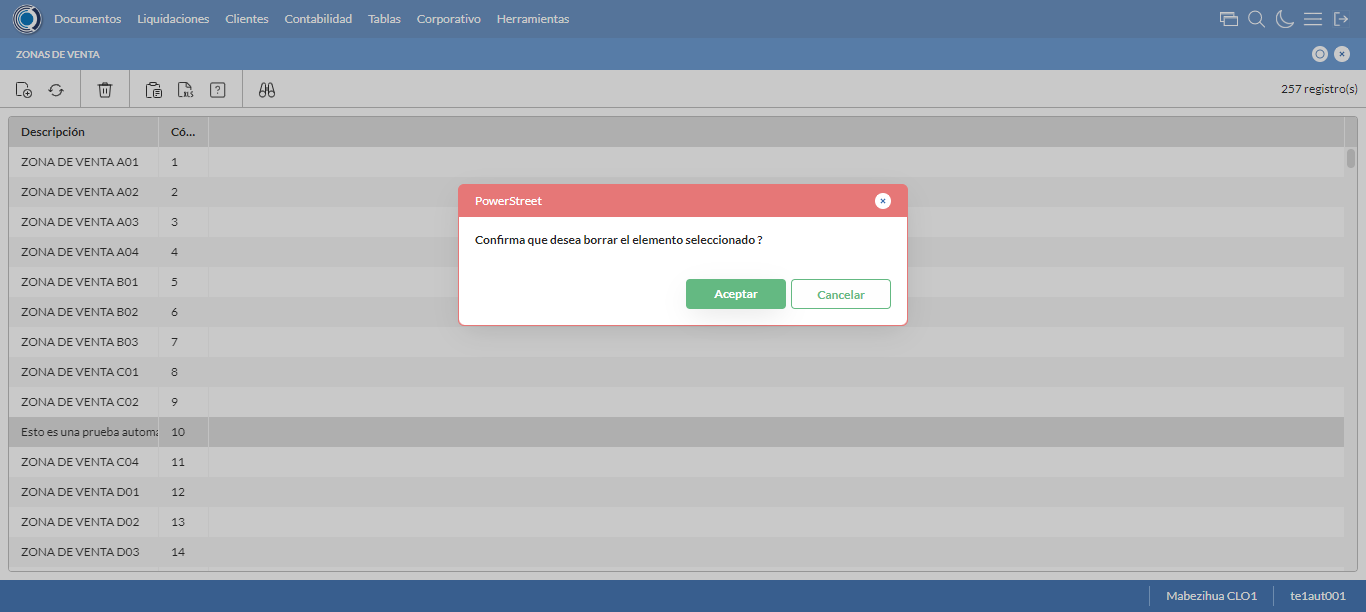 Documentos Liquidaciones Clientes Contabilidad Tablas Corporativo Herramientas
ZONAS DE VENTA
XLS ? 257 registro(s)
Descripción Có...
ZONA DE VENTA A01 1
ZONA DE VENTA A02 2
ZONA DE VENTA A03 3
ZONA DE VENTA A04 4
ZONA DE VENTA B01 5
ZONA DE VENTA B02 6
ZONA DE VENTA B03 7
ZONA DE VENTA C01 8
ZONA DE VENTA C02 9
Esto es una prueba automa 10
ZONA DE VENTA C04 11
ZONA DE VENTA D01 12
ZONA DE VENTA D02 13
ZONA DE VENTA D03 14
PowerStreet
Confirma que desea borrar el elemento seleccionado ?
Aceptar Cancelar
Mabezihua CLO1 te1aut001